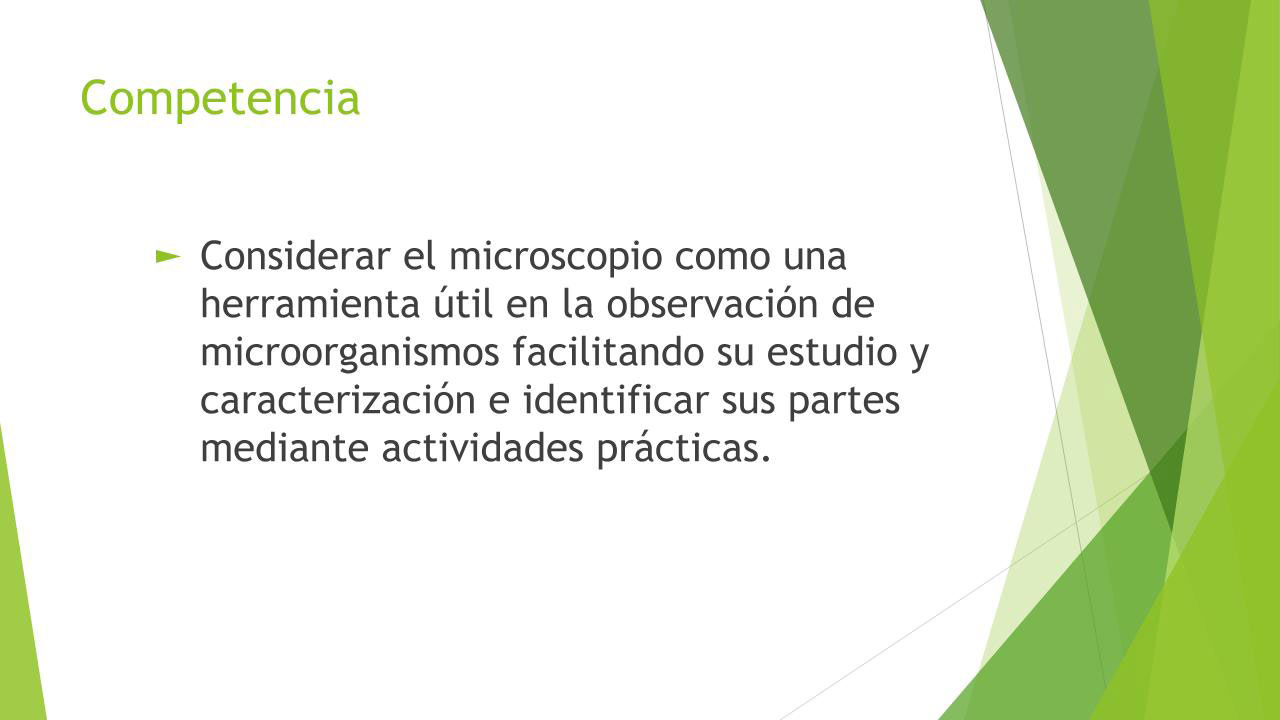 Competencia
► Considerar el microscopio como una
herramienta útil en la observación de
microorganismos facilitando su estudio y
caracterización e identificar sus partes
mediante actividades prácticas.